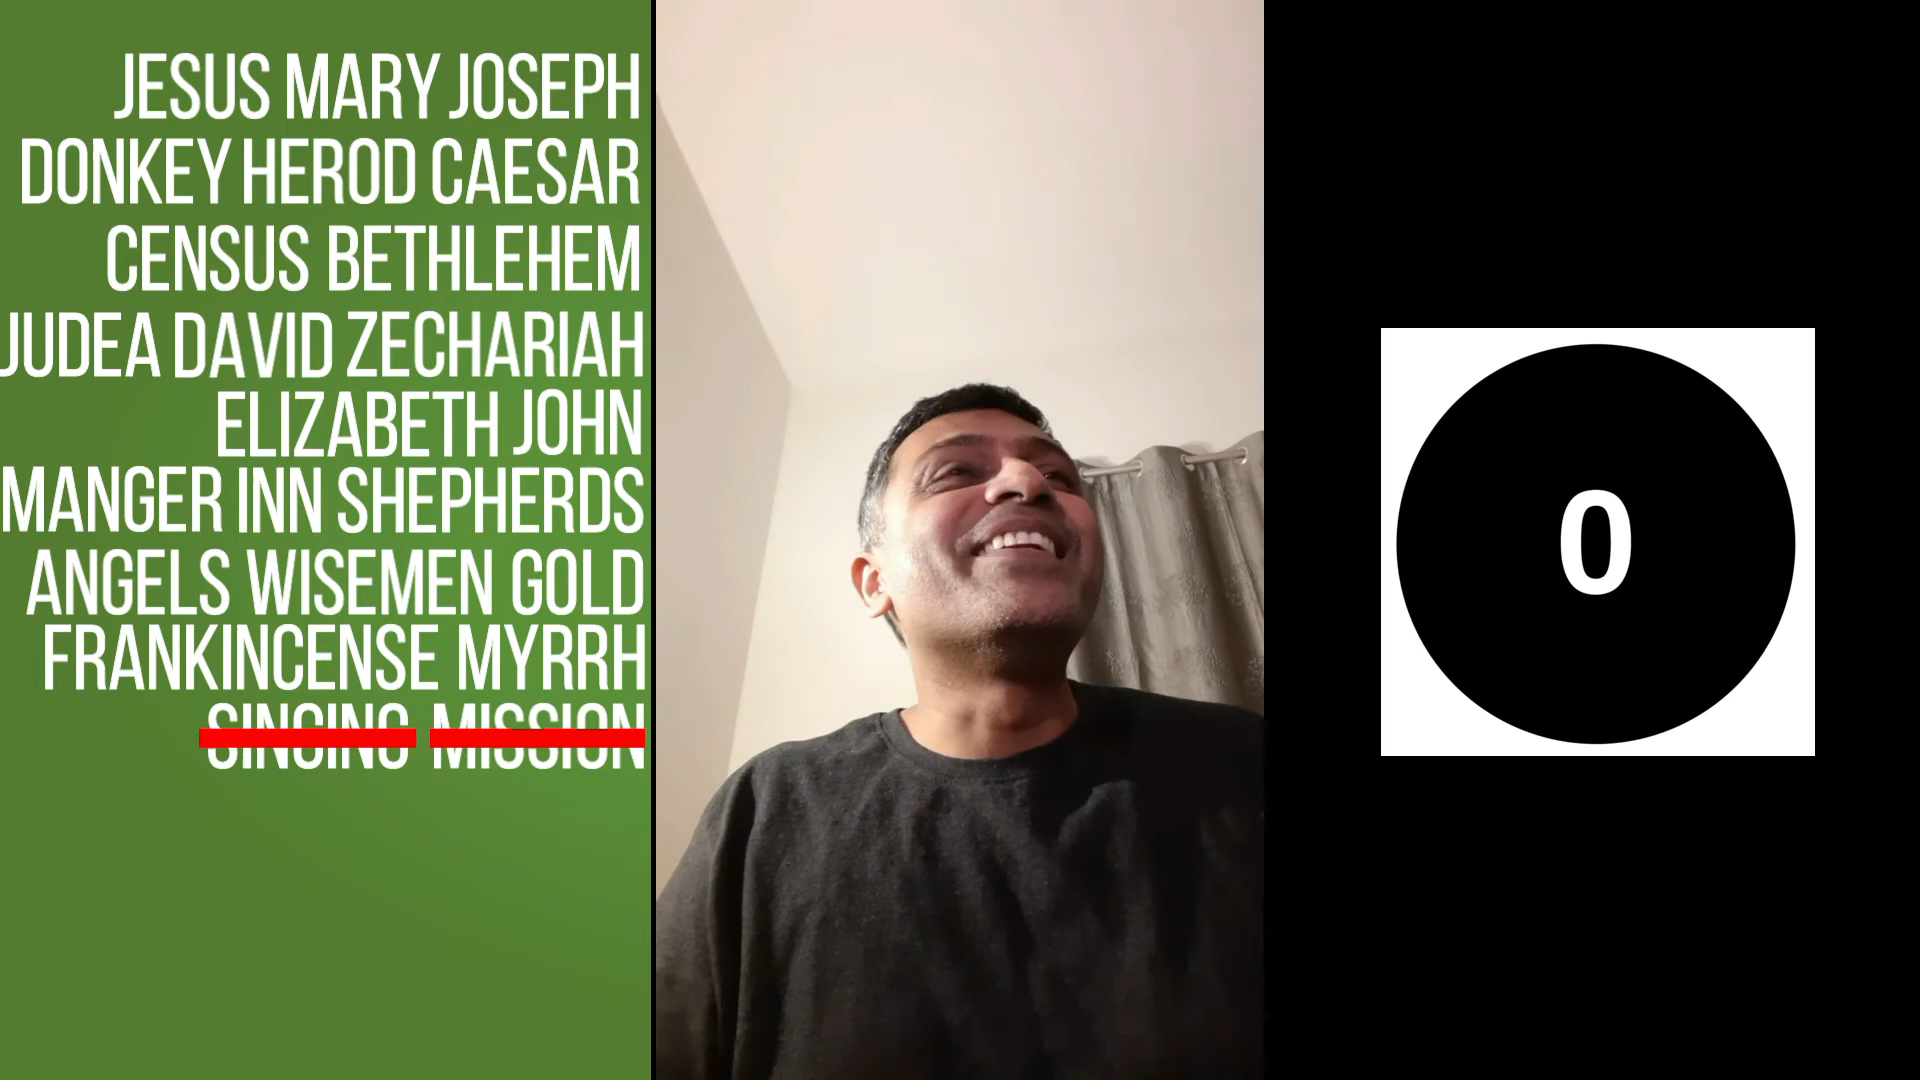 JESUS MARY JOSEPH
DONKEY HEROD CAESAR
CENSUS BETHLEHEM
JUDEA DAVID ZECHARIAH
ELIZABETH JOHN
MANGER INN SHEPHERDS
ANGELS WISEMEN GOLD
FRANKINCENSE MYRRH
SINGING MISSION
0